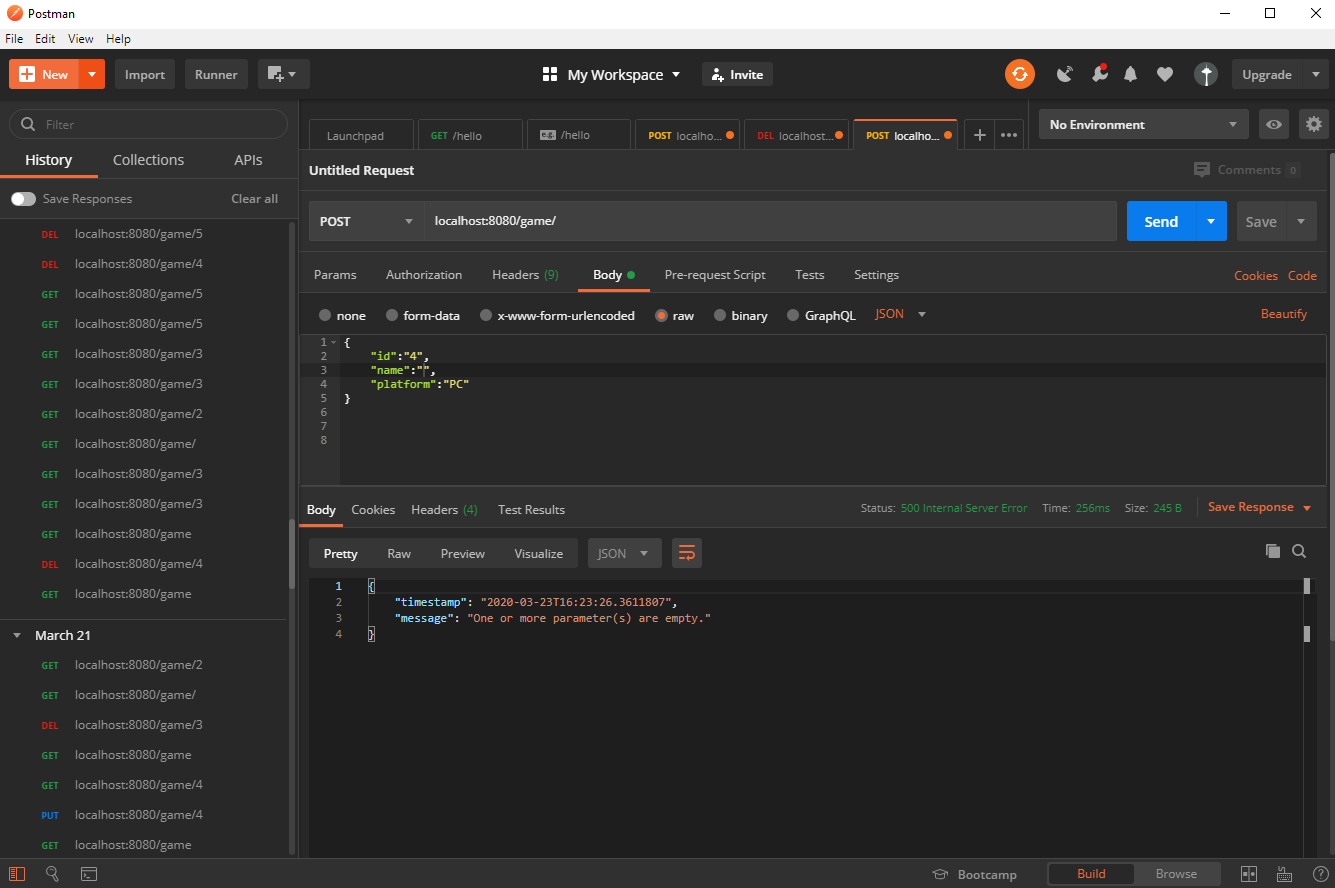 Postman
File Edit View Help
New Import Runner My Workspace Invite Upgrade
Filter
History Collections APIs
Save Responses Clear all
DEL localhost:8080/game/5
DEL localhost:8080/game/4
GET localhost:8080/game/5
GET localhost:8080/game/5
GET localhost:8080/game/3
GET localhost:8080/game/3
GET localhost:8080/game/2
GET localhost:8080/game/
GET localhost:8080/game/3
GET localhost:8080/game/3
GET localhost:8080/game
DEL localhost:8080/game/4
GET localhost:8080/game
March 21
GET localhost:8080/game/2
GET localhost:8080/game/
DEL localhost:8080/game/3
GET localhost:8080/game
GET localhost:8080/game/4
PUT localhost:8080/game/4
GET localhost:8080/game
Launchpad GET /hello e.g. /hello POST localho... DEL localhost... POST localho... No Environment
Untitled Request Comments 0
POST localhost:8080/game/ Send Save
Params Authorization Headers (9) Body Pre-request Script Tests Settings Cookies Code
none form-data x-www-form-urlencoded raw binary GraphQL JSON Beautify
1 {
2 "id":"4",
3 "name":"",
4 "platform":"PC"
5 }
6
7
8
Body Cookies Headers (4) Test Results Status: 500 Internal Server Error Time: 256ms Size: 245 B Save Response
Pretty Raw Preview Visualize JSON
1 {
2 "timestamp": "2020-03-23T16:23:26.3611807",
3 "message": "One or more parameter(s) are empty."
4 }
Bootcamp Build Browse